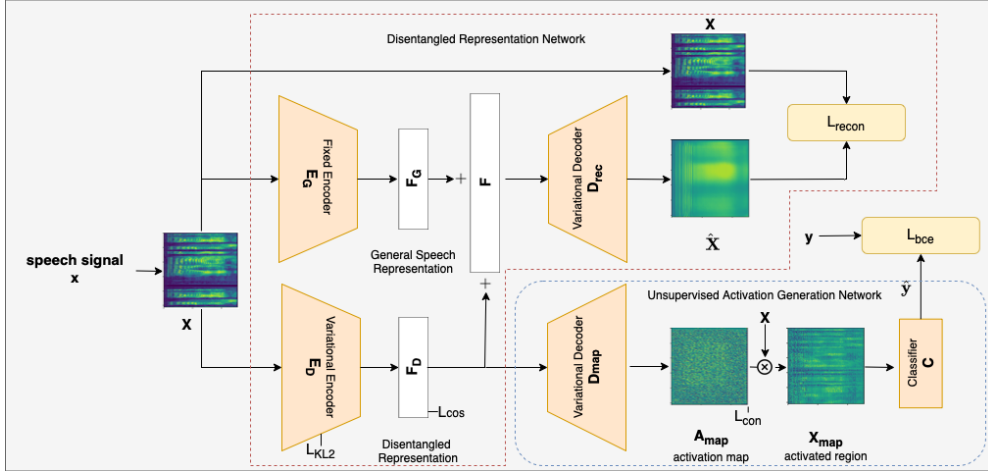 Disentangled Representation Network
X
L_recon
Fixed Encoder
E_G
F_G
+
F
Variational Decoder
D_rec
X̂
General Speech
Representation
speech signal
x
X
+
y
L_bce
ŷ
Unsupervised Activation Generation Network
Variational Encoder
E_D
F_D
L_cos
L_KL2
Disentangled
Representation
Variational Decoder
Dmap
X
×
L_con
A_map
activation map
X_map
activated region
Classifier
C